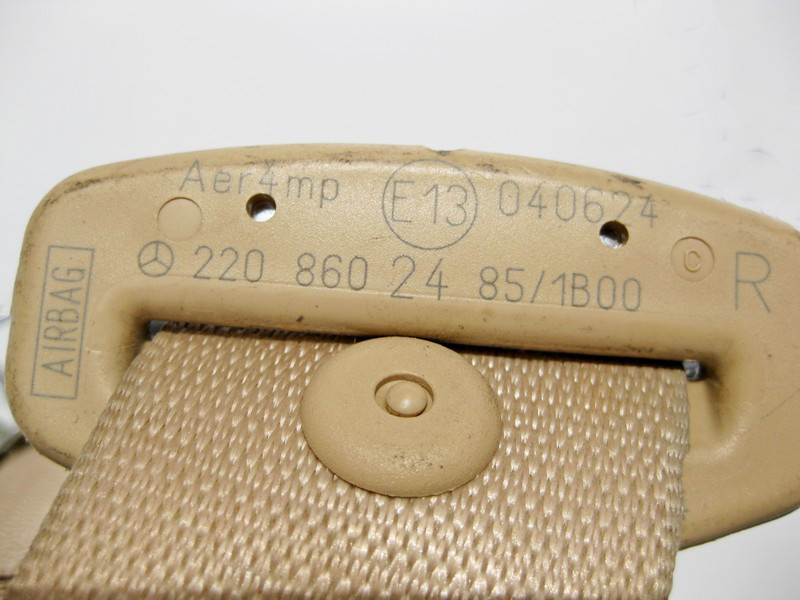 Aer4mp E13 040624
220 860 24 85/1B00
R
AIRBAG
C